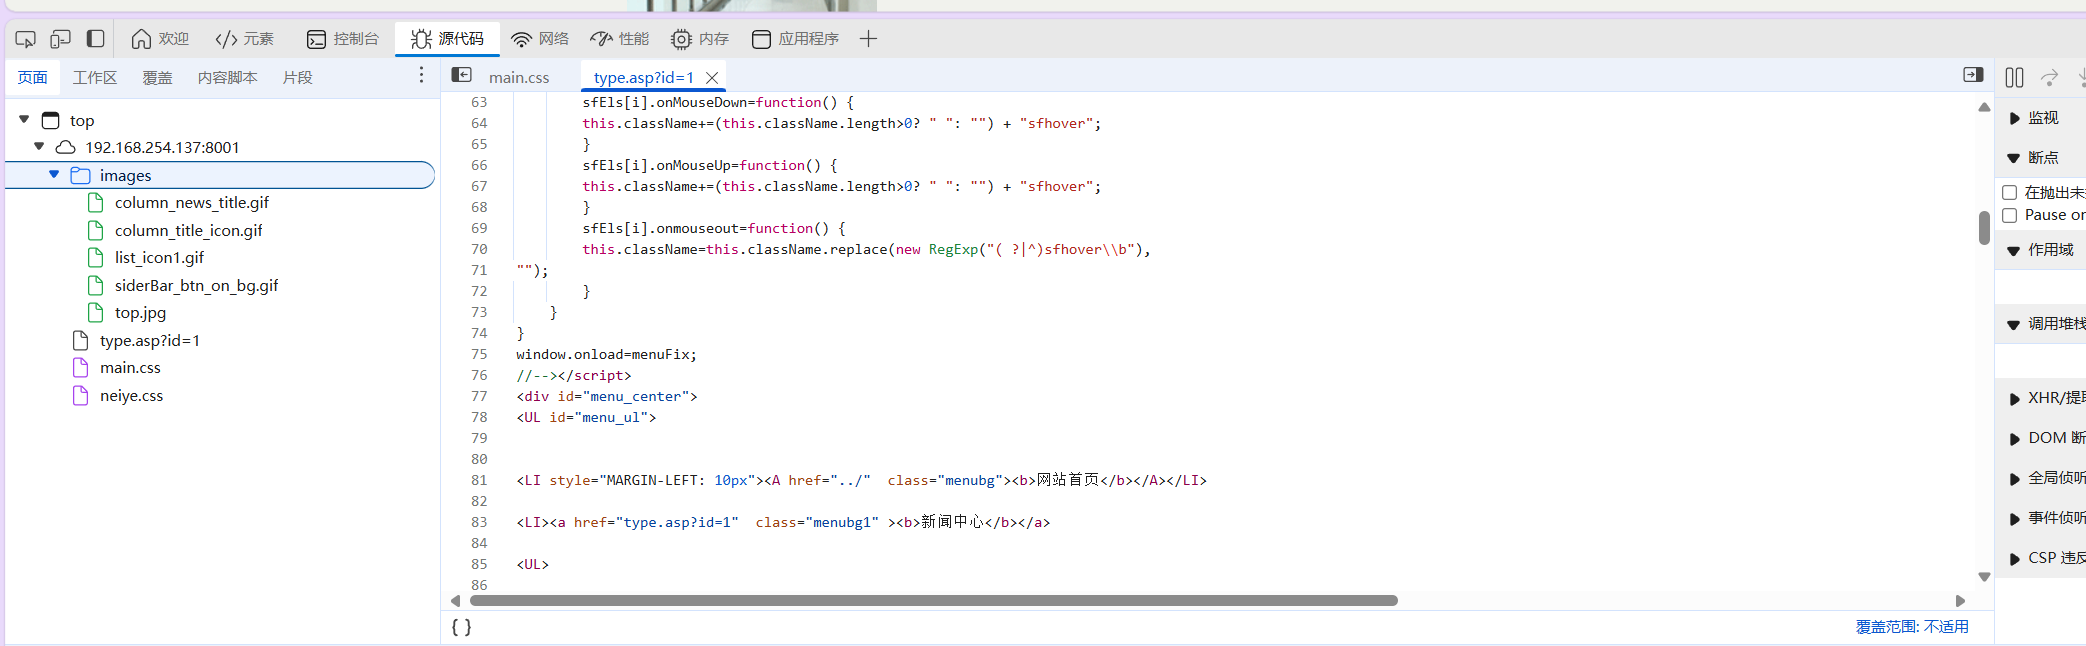 欢迎 元素 控制台 源代码 网络 性能 内存 应用程序
页面 工作区 覆盖 内容脚本 片段
main.css type.asp?id=1
top
192.168.254.137:8001
images
column_news_title.gif
column_title_icon.gif
list_icon1.gif
siderBar_btn_on_bg.gif
top.jpg
type.asp?id=1
main.css
neiye.css
63 sfEls[i].onMouseDown=function() {
64 this.className+=(this.className.length>0? " ": "") + "sfhover";
65 }
66 sfEls[i].onMouseUp=function() {
67 this.className+=(this.className.length>0? " ": "") + "sfhover";
68 }
69 sfEls[i].onmouseout=function() {
70 this.className=this.className.replace(new RegExp("( ?|^)sfhover\\b"),
71 "");
72 }
73 }
74 }
75 window.onload=menuFix;
76 //--></script>
77 <div id="menu_center">
78 <UL id="menu_ul">
79
80
81 <LI style="MARGIN-LEFT: 10px"><A href="../"  class="menubg"><b>网站首页</b></A></LI>
82
83 <LI><a href="type.asp?id=1"  class="menubg1" ><b>新闻中心</b></a>
84
85 <UL>
86
{ }
覆盖范围: 不适用
监视
断点
在抛出未
Pause or
作用域
调用堆栈
XHR/提取
DOM 断
全局侦听
事件侦听
CSP 违反